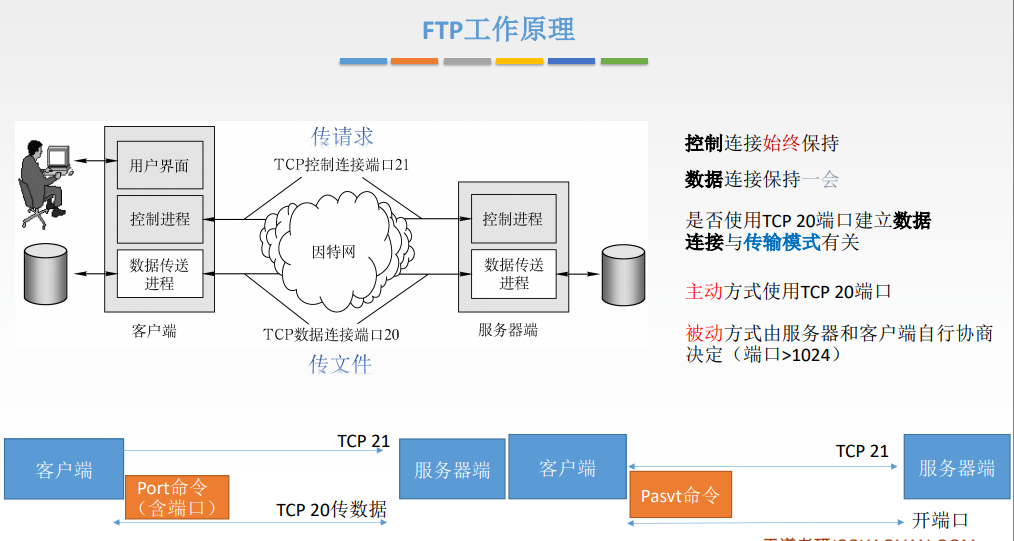 FTP工作原理
传请求
TCP控制连接端口21
用户界面
控制进程
数据传送
进程
客户端
因特网
控制进程
数据传送
进程
服务器端
TCP数据连接端口20
传文件
控制连接始终保持
数据连接保持一会
是否使用TCP 20端口建立数据
连接与传输模式有关
主动方式使用TCP 20端口
被动方式由服务器和客户端自行协商
决定（端口>1024）
客户端
TCP 21
Port命令
（含端口）
TCP 20传数据
服务器端
客户端
TCP 21
Pasvt命令
开端口
服务器端